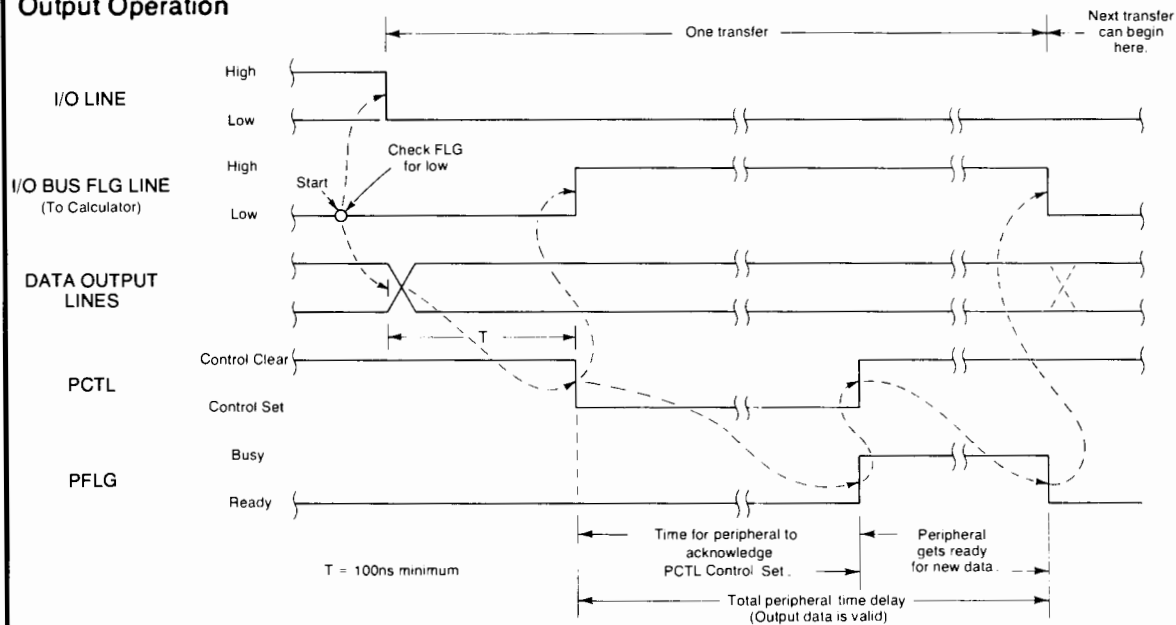 Output Operation
One transfer
Next transfer
can begin
here.
I/O LINE
High
Low
I/O BUS FLG LINE
(To Calculator)
High
Low
Start
Check FLG
for low
DATA OUTPUT
LINES
T
PCTL
Control Clear
Control Set
PFLG
Busy
Ready
T = 100ns minimum
Time for peripheral to
acknowledge
PCTL Control Set.
Peripheral
gets ready
for new data.
Total peripheral time delay
(Output data is valid)